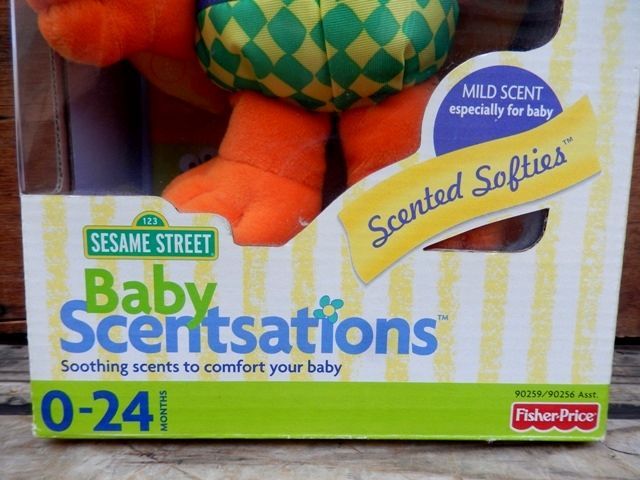 MILD SCENT
especially for baby
Scented Softies™
123
SESAME STREET
Baby
Scentsations™
Soothing scents to comfort your baby
0-24 MONTHS
90259/90256 Asst.
Fisher-Price